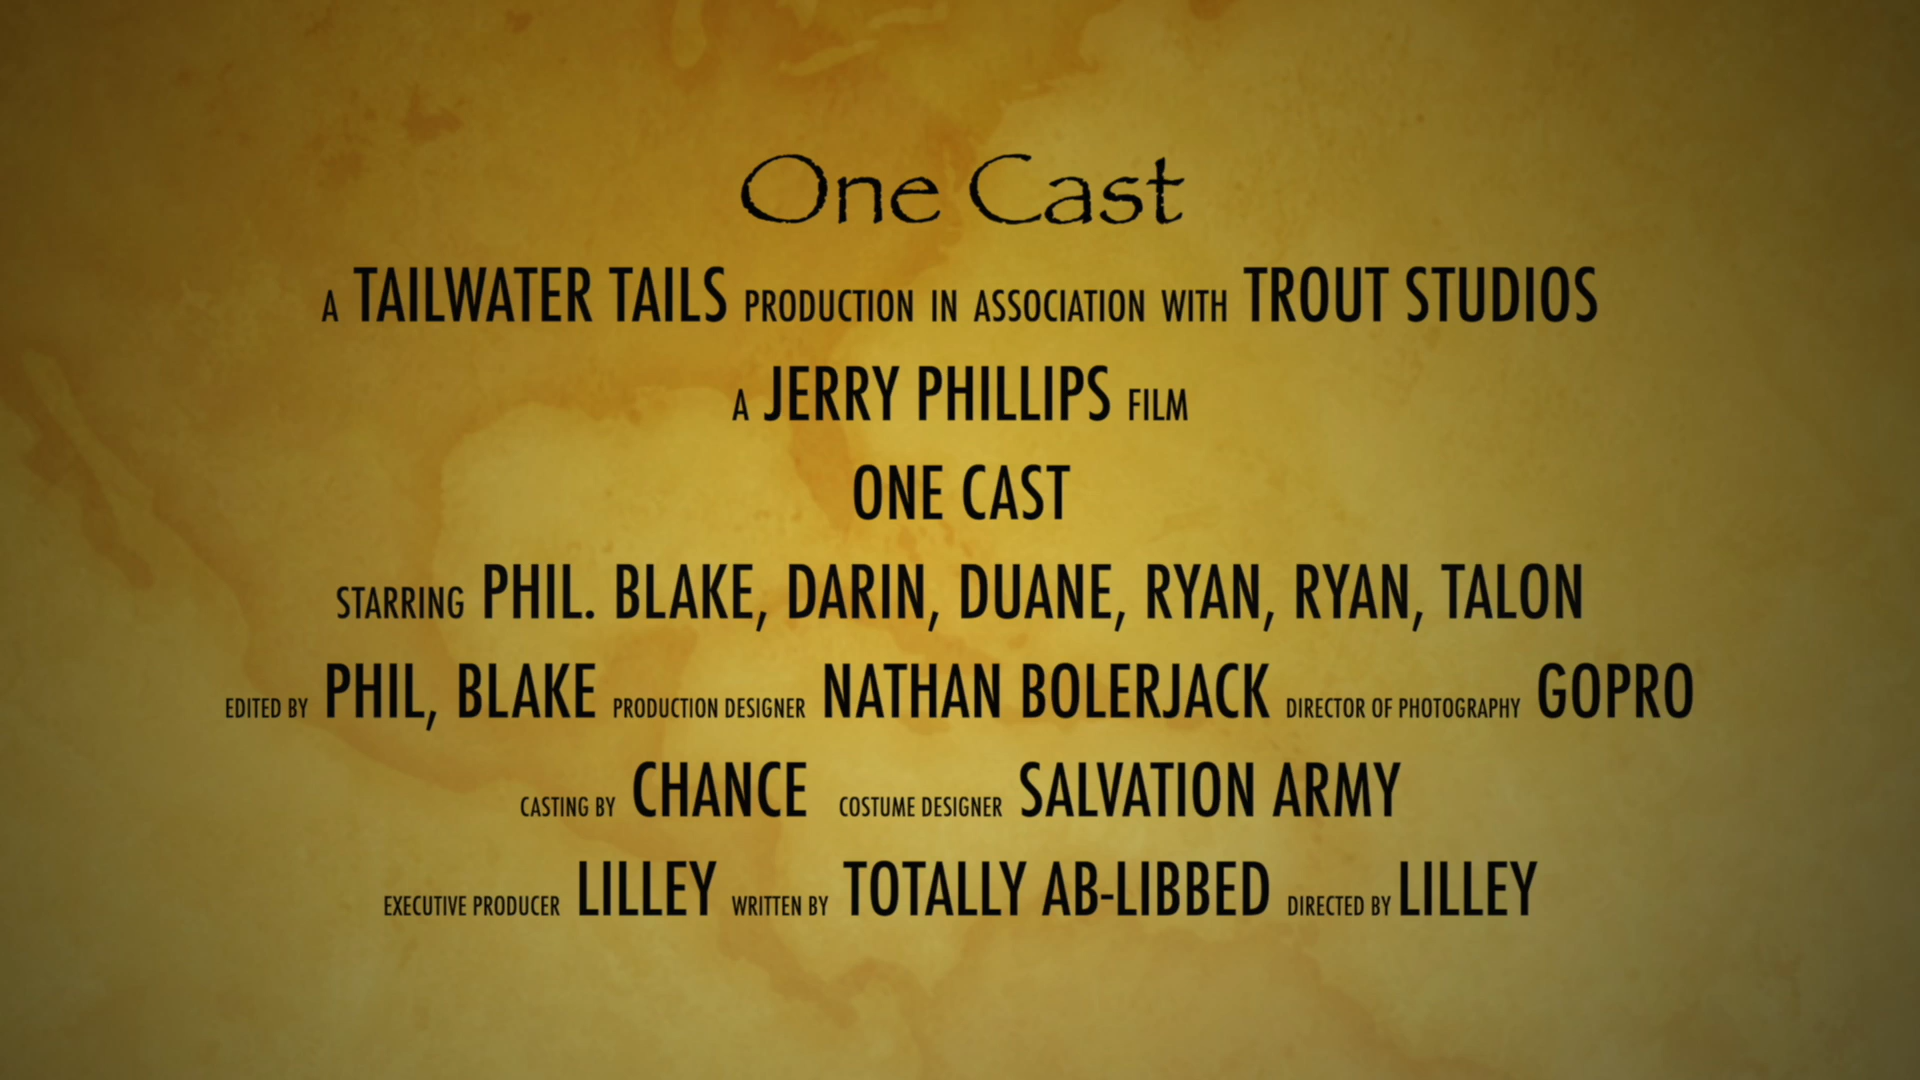 One Cast
A TAILWATER TAILS PRODUCTION IN ASSOCIATION WITH TROUT STUDIOS
A JERRY PHILLIPS FILM
ONE CAST
STARRING PHIL. BLAKE, DARIN, DUANE, RYAN, RYAN, TALON
EDITED BY PHIL, BLAKE PRODUCTION DESIGNER NATHAN BOLERJACK DIRECTOR OF PHOTOGRAPHY GOPRO
CASTING BY CHANCE COSTUME DESIGNER SALVATION ARMY
EXECUTIVE PRODUCER LILLEY WRITTEN BY TOTALLY AB-LIBBED DIRECTED BY LILLEY